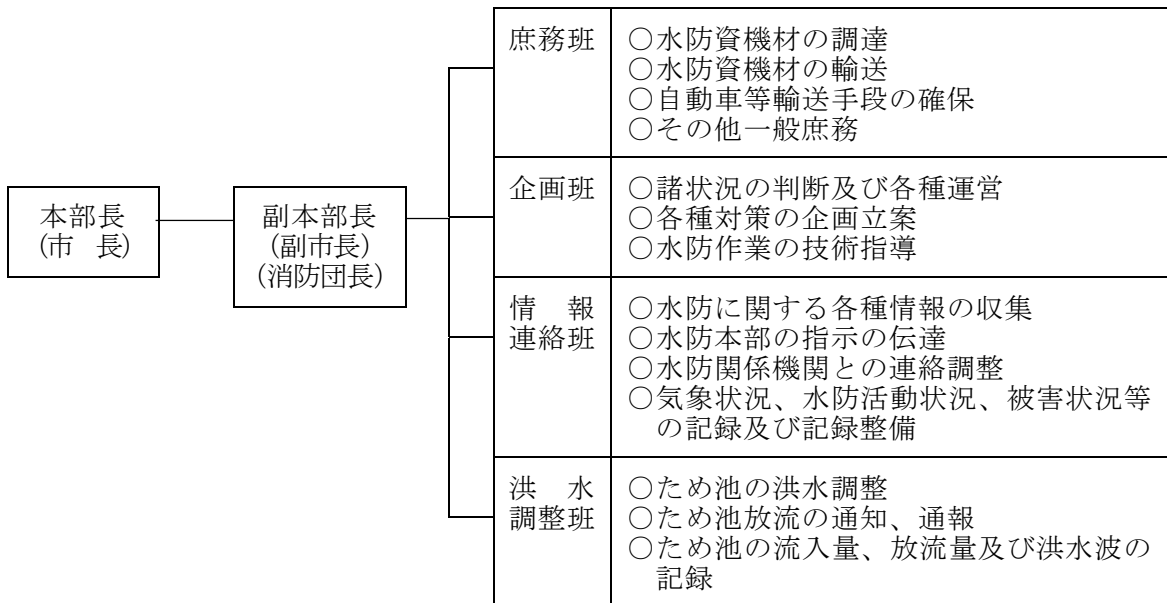 本部長
(市　長)
副本部長
(副市長)
(消防団長)
庶務班
○水防資機材の調達
○水防資機材の輸送
○自動車等輸送手段の確保
○その他一般庶務
企画班
○諸状況の判断及び各種運営
○各種対策の企画立案
○水防作業の技術指導
情　報
連絡班
○水防に関する各種情報の収集
○水防本部の指示の伝達
○水防関係機関との連絡調整
○気象状況、水防活動状況、被害状況等
の記録及び記録整備
洪　水
調整班
○ため池の洪水調整
○ため池放流の通知、通報
○ため池の流入量、放流量及び洪水波の
記録